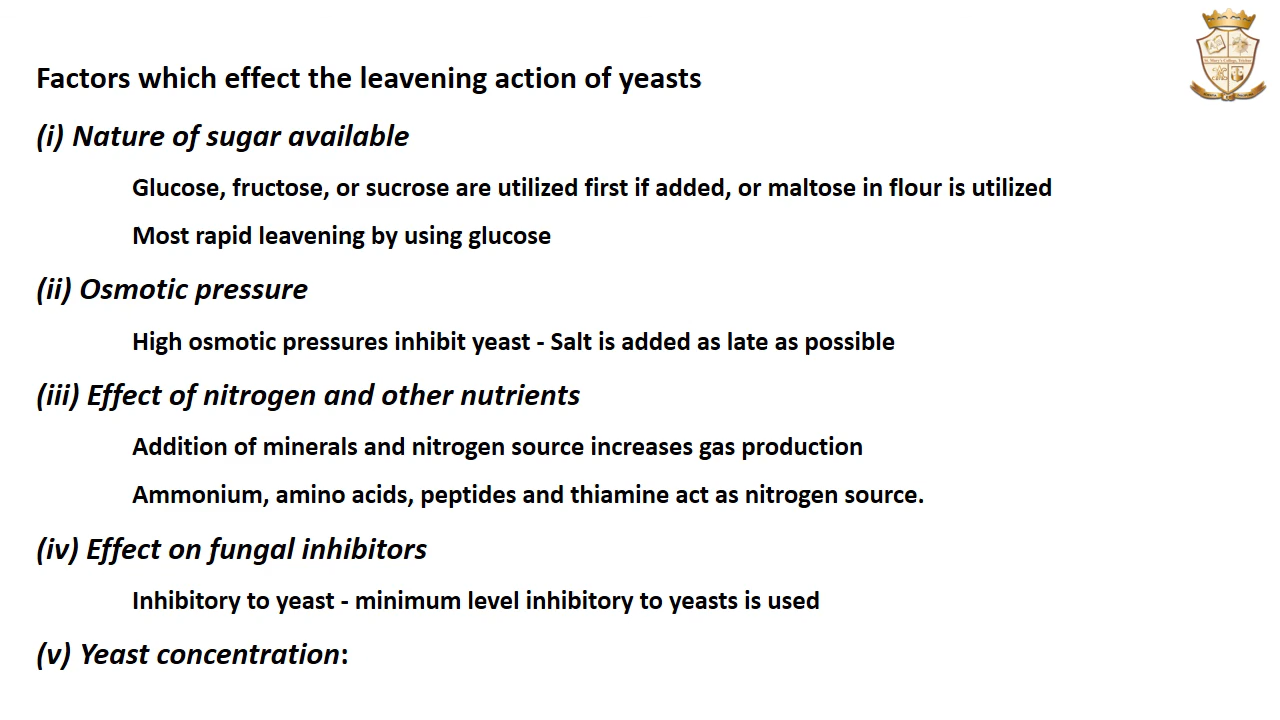 Factors which effect the leavening action of yeasts
(i) Nature of sugar available
Glucose, fructose, or sucrose are utilized first if added, or maltose in flour is utilized
Most rapid leavening by using glucose
(ii) Osmotic pressure
High osmotic pressures inhibit yeast - Salt is added as late as possible
(iii) Effect of nitrogen and other nutrients
Addition of minerals and nitrogen source increases gas production
Ammonium, amino acids, peptides and thiamine act as nitrogen source.
(iv) Effect on fungal inhibitors
Inhibitory to yeast - minimum level inhibitory to yeasts is used
(v) Yeast concentration: